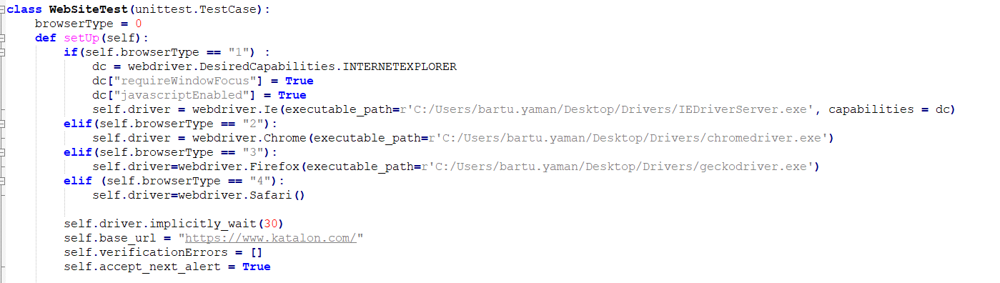 class WebSiteTest(unittest.TestCase):
    browserType = 0
    def setUp(self):
        if(self.browserType == "1") :
            dc = webdriver.DesiredCapabilities.INTERNETEXPLORER
            dc["requireWindowFocus"] = True
            dc["javascriptEnabled"] = True
            self.driver = webdriver.Ie(executable_path=r'C:/Users/bartu.yaman/Desktop/Drivers/IEDriverServer.exe', capabilities = dc)
        elif(self.browserType == "2"):
            self.driver = webdriver.Chrome(executable_path=r'C:/Users/bartu.yaman/Desktop/Drivers/chromedriver.exe')
        elif(self.browserType == "3"):
            self.driver=webdriver.Firefox(executable_path=r'C:/Users/bartu.yaman/Desktop/Drivers/geckodriver.exe')
        elif (self.browserType == "4"):
            self.driver=webdriver.Safari()

        self.driver.implicitly_wait(30)
        self.base_url = "https://www.katalon.com/"
        self.verificationErrors = []
        self.accept_next_alert = True